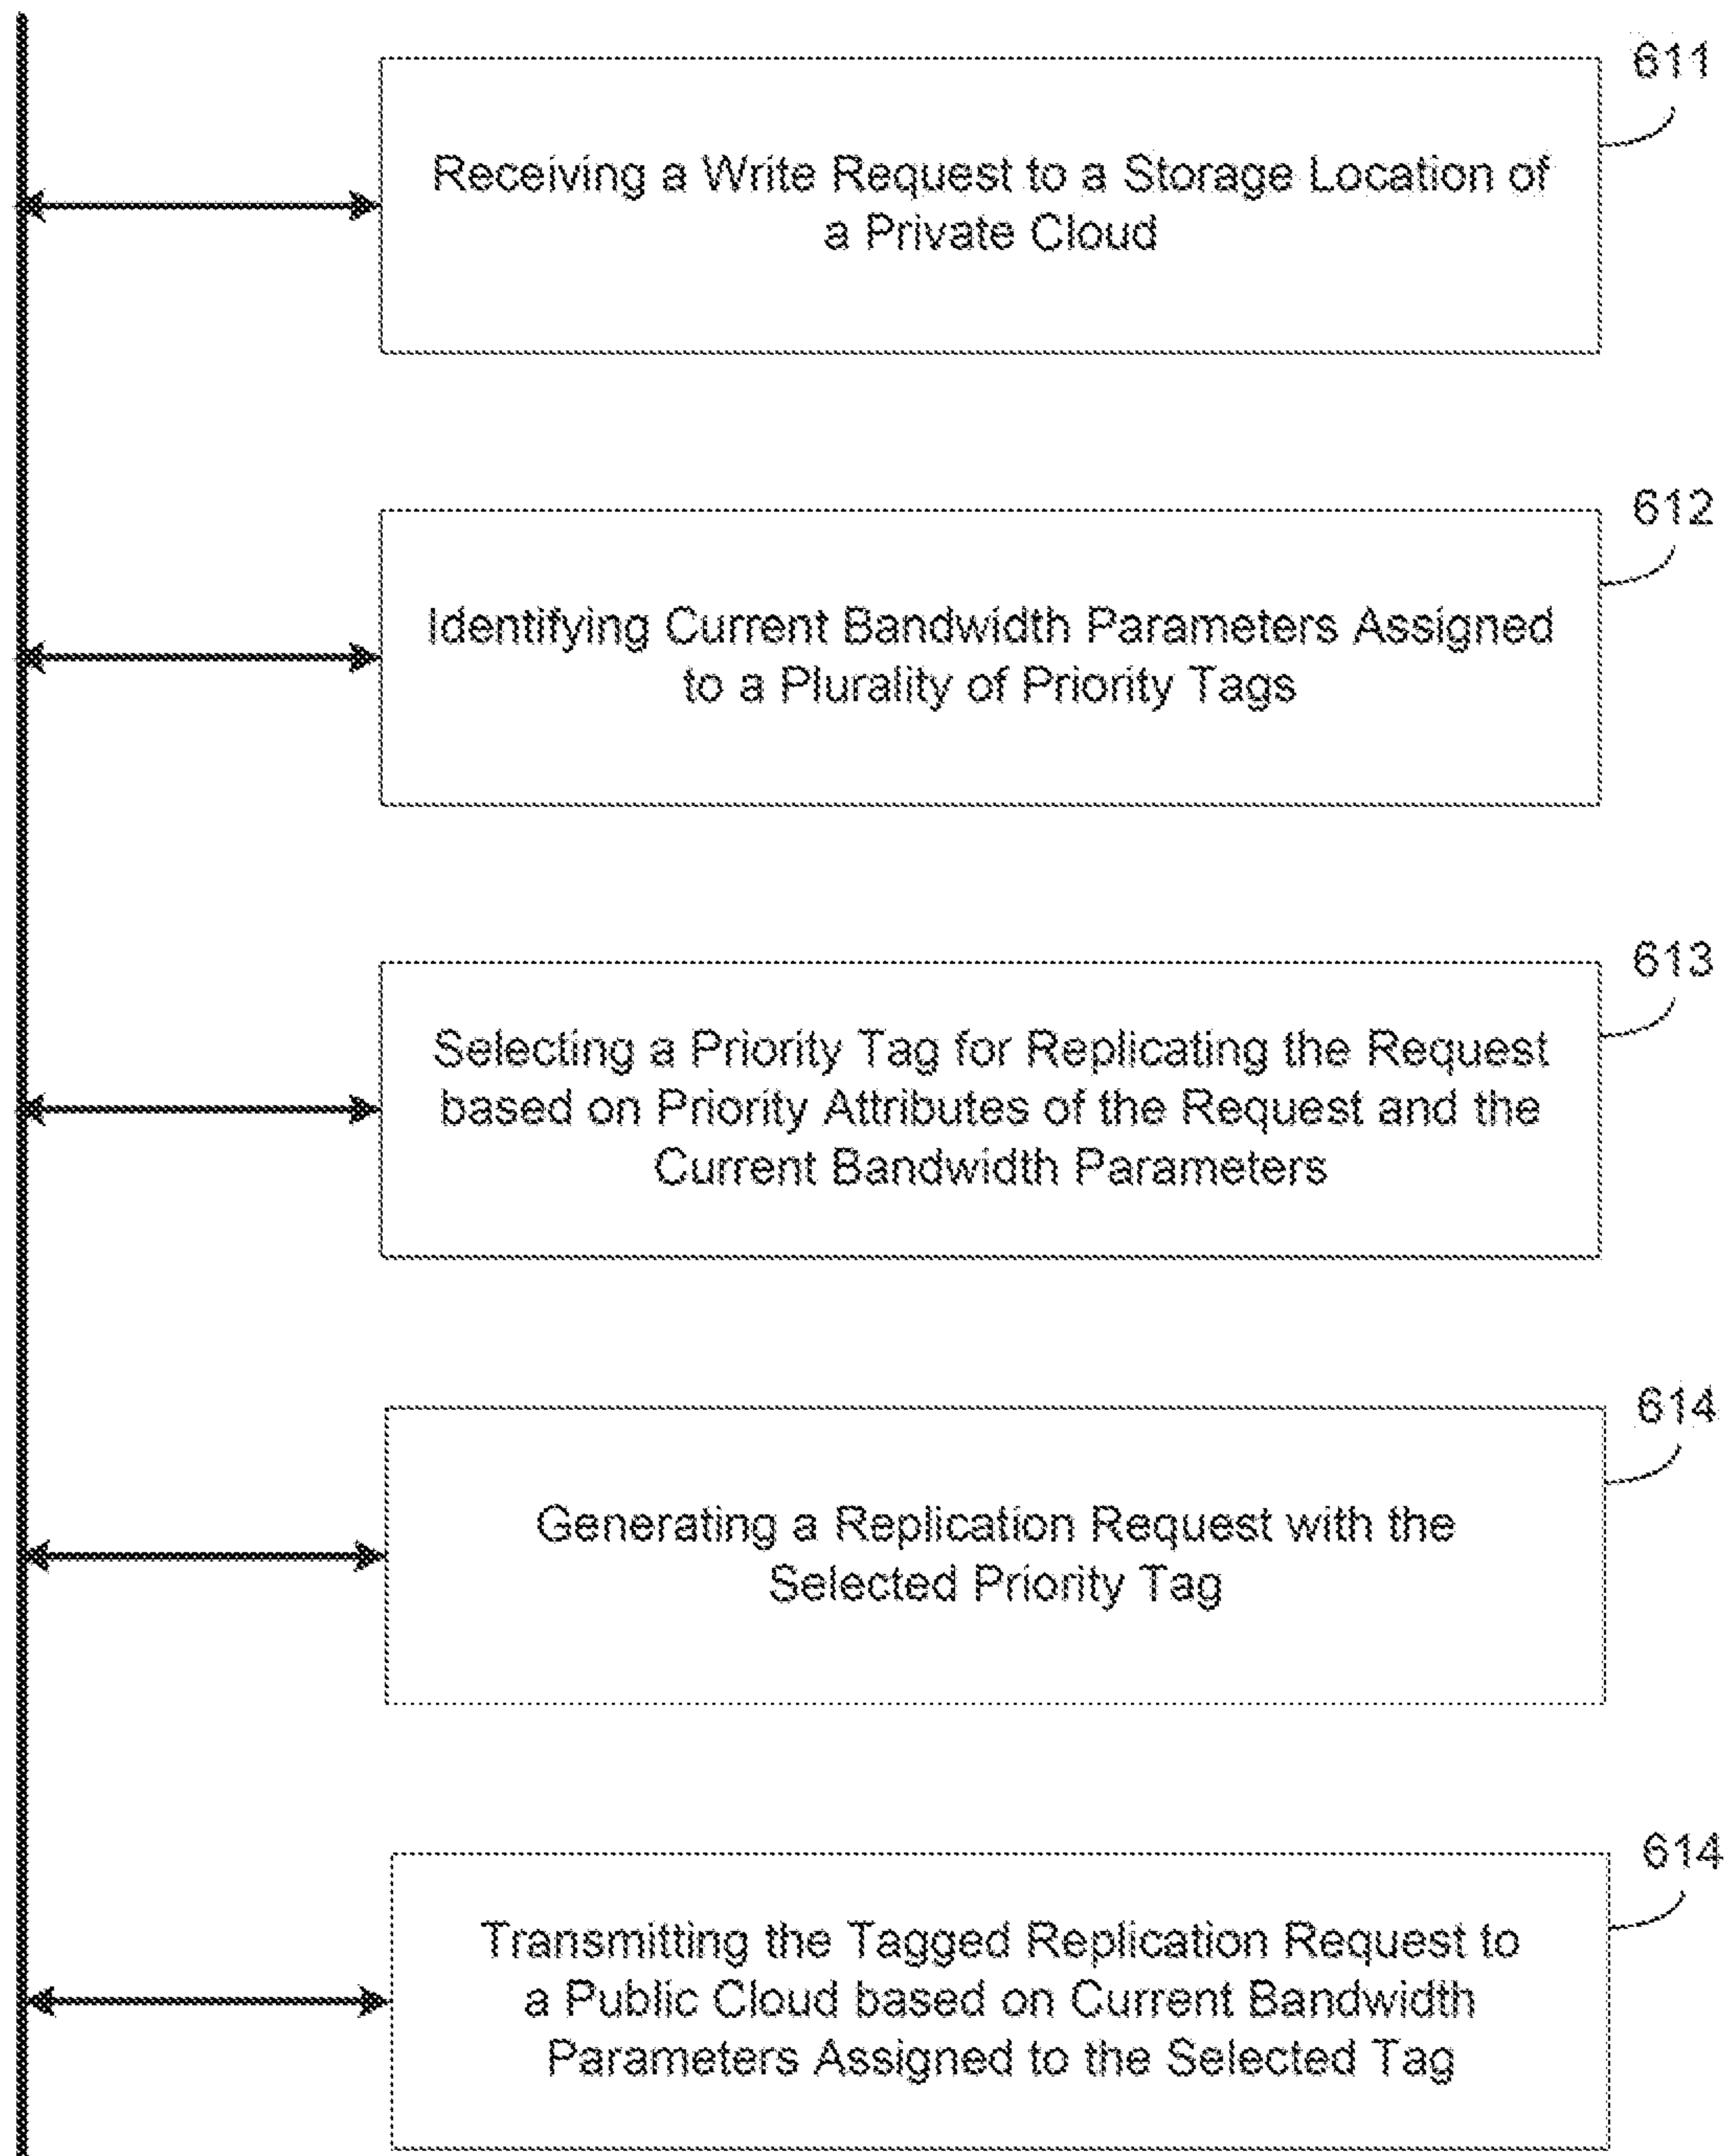 611
Receiving a Write Request to a Storage Location of
a Private Cloud
612
Identifying Current Bandwidth Parameters Assigned
to a Plurality of Priority Tags
613
Selecting a Priority Tag for Replicating the Request
based on Priority Attributes of the Request and the
Current Bandwidth Parameters
614
Generating a Replication Request with the
Selected Priority Tag
614
Transmitting the Tagged Replication Request to
a Public Cloud based on Current Bandwidth
Parameters Assigned to the Selected Tag